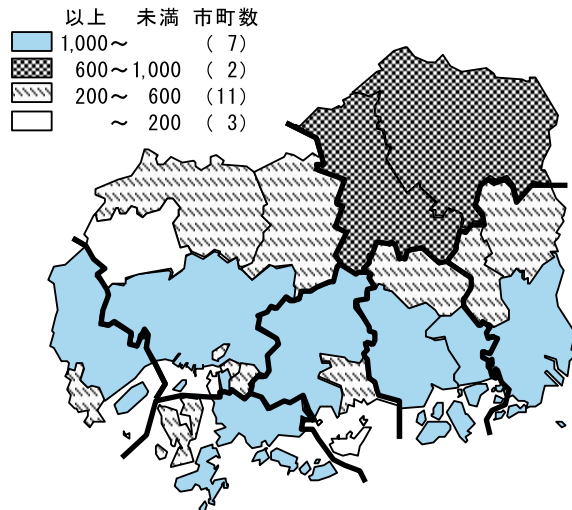 以上 未満 市町数
1,000～ ( 7)
600～1,000 ( 2)
200～ 600 (11)
～ 200 ( 3)